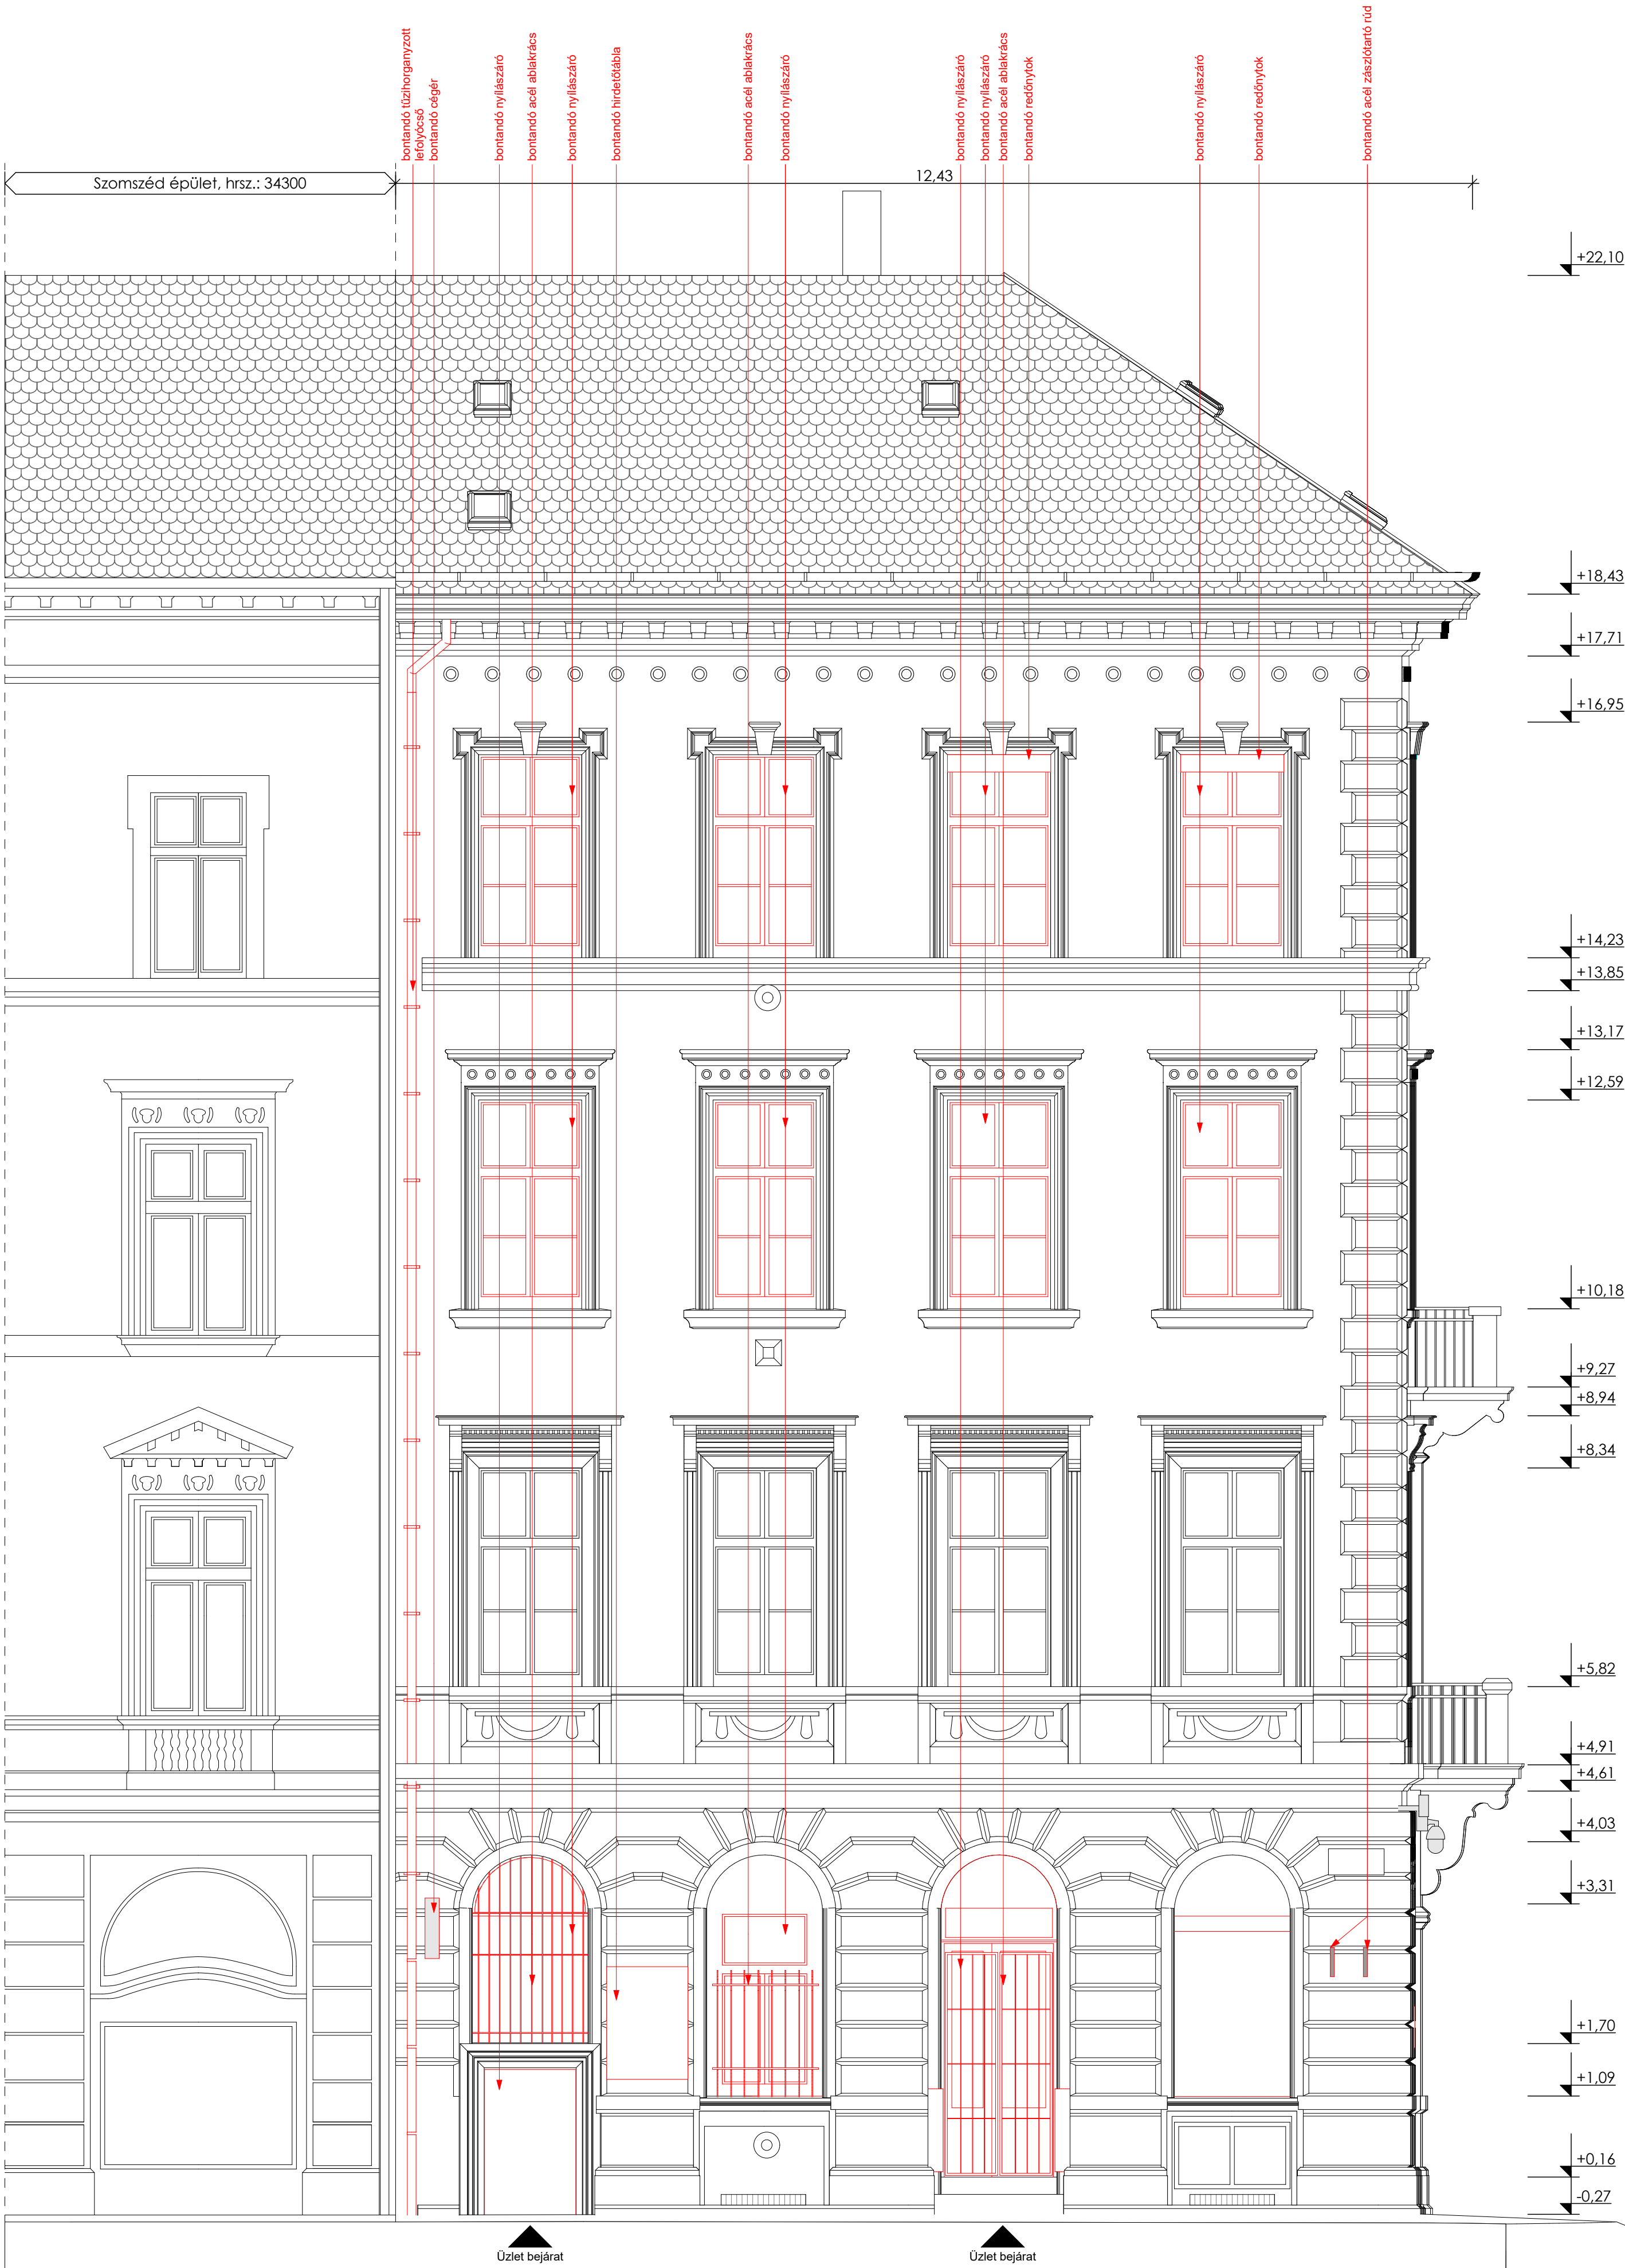 bontandó tűzihorganyzott
lefolyócső
bontandó cégér
bontandó nyílászáró
bontandó acél ablakrács
bontandó nyílászáró
bontandó hirdetőtábla
bontandó acél ablakrács
bontandó nyílászáró
bontandó nyílászáró
bontandó nyílászáró
bontandó acél ablakrács
bontandó redőnytok
bontandó nyílászáró
bontandó redőnytok
bontandó acél zászlótartó rúd
Szomszéd épület, hrsz.: 34300
12,43
+22,10
+18,43
+17,71
+16,95
+14,23
+13,85
+13,17
+12,59
+10,18
+9,27
+8,94
+8,34
+5,82
+4,91
+4,61
+4,03
+3,31
+1,70
+1,09
+0,16
-0,27
Üzlet bejárat
Üzlet bejárat